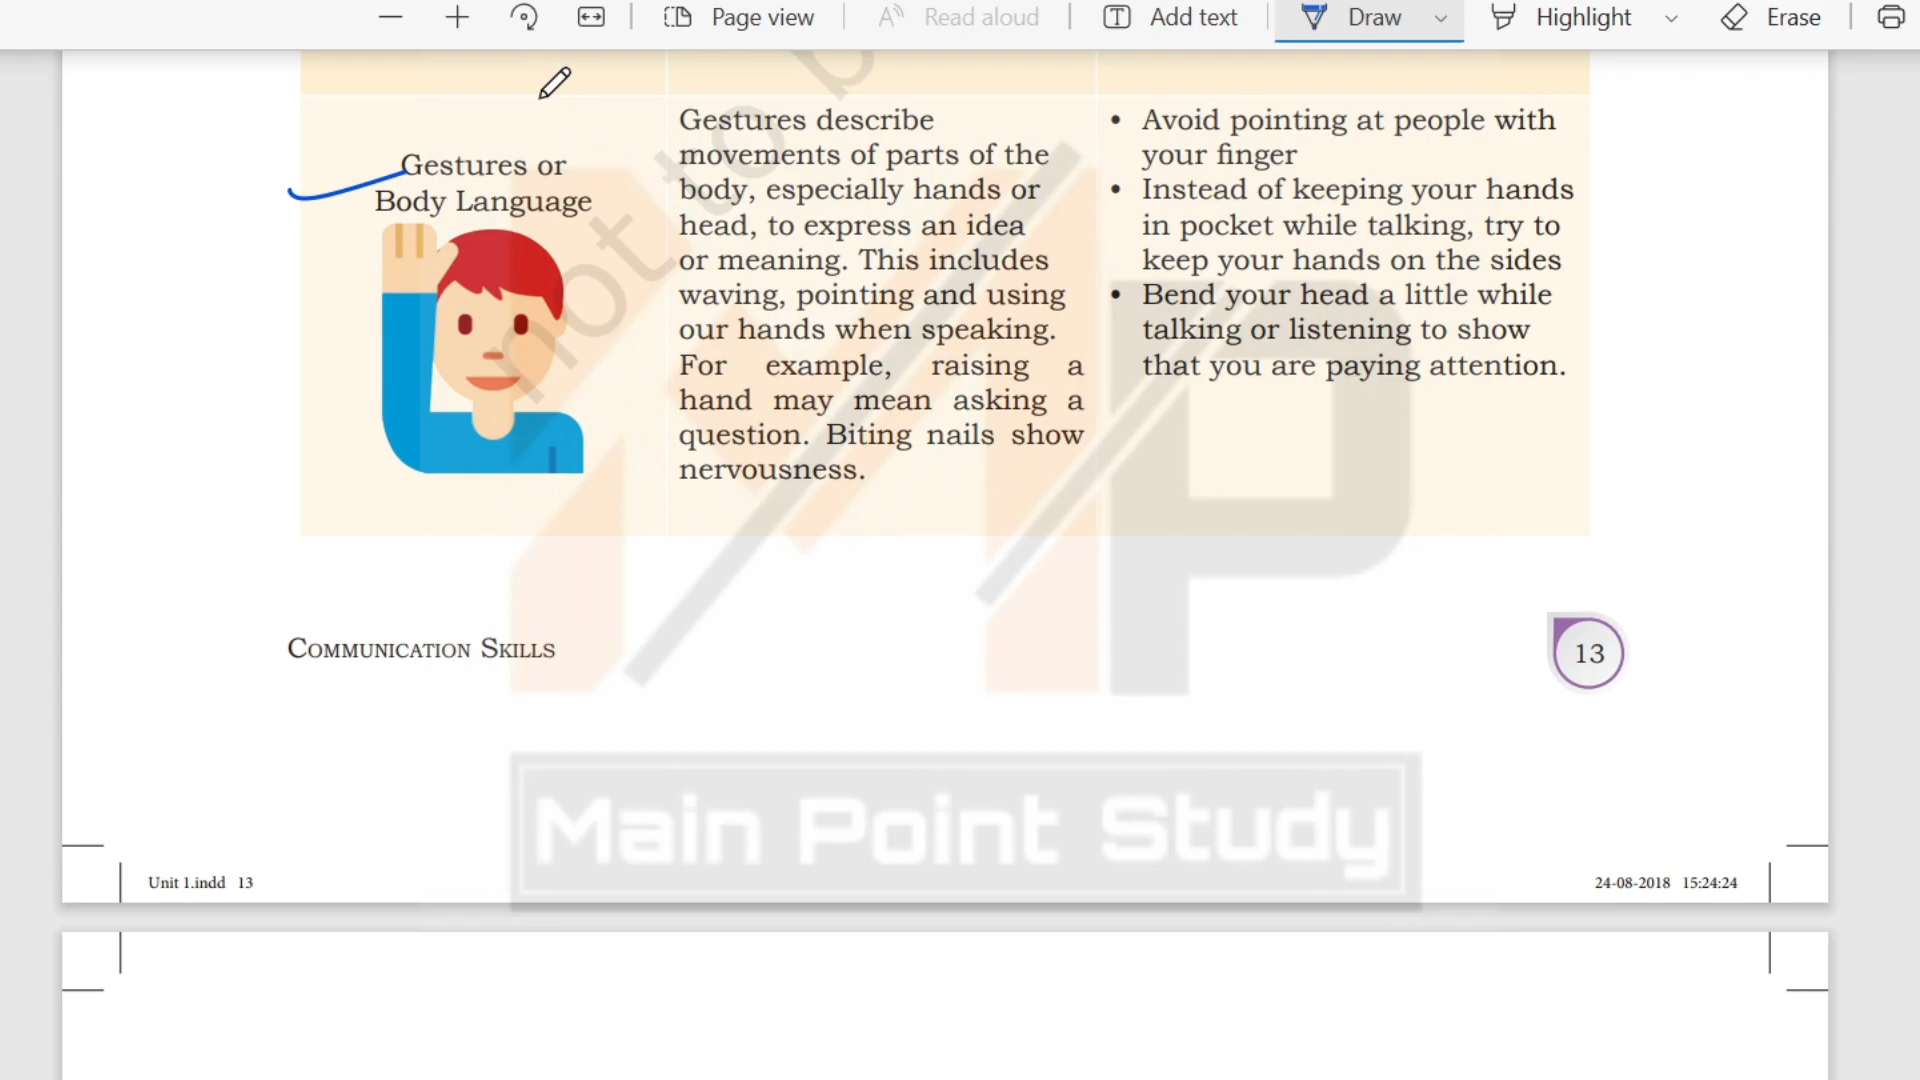 Page view
Read aloud
Add text
Draw
Highlight
Erase
Gestures or
Body Language
Gestures describe
movements of parts of the
body, especially hands or
head, to express an idea
or meaning. This includes
waving, pointing and using
our hands when speaking.
For example, raising a
hand may mean asking a
question. Biting nails show
nervousness.
• Avoid pointing at people with
your finger
• Instead of keeping your hands
in pocket while talking, try to
keep your hands on the sides
• Bend your head a little while
talking or listening to show
that you are paying attention.
not to b
MP
Communication Skills
13
Main Point Study
Unit 1.indd 13
24-08-2018 15:24:24